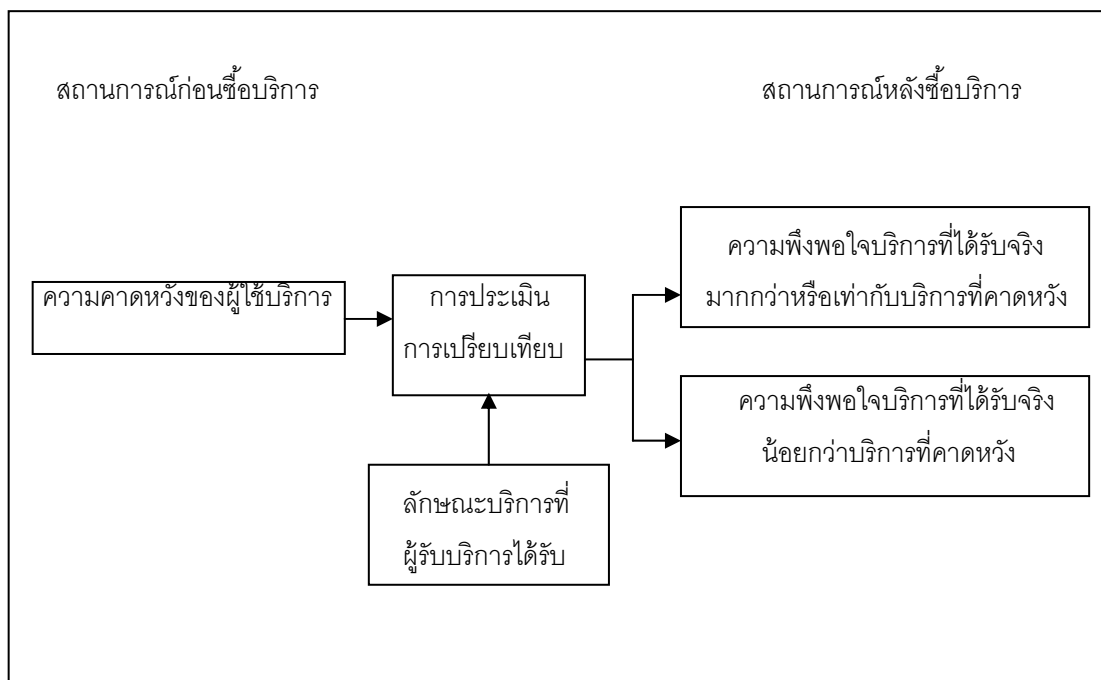 สถานการณ์ก่อนซื้อบริการ
สถานการณ์หลังซื้อบริการ
ความคาดหวังของผู้ใช้บริการ
การประเมิน
การเปรียบเทียบ
ลักษณะบริการที่
ผู้รับบริการได้รับ
ความพึงพอใจบริการที่ได้รับจริง
มากกว่าหรือเท่ากับบริการที่คาดหวัง
ความพึงพอใจบริการที่ได้รับจริง
น้อยกว่าบริการที่คาดหวัง